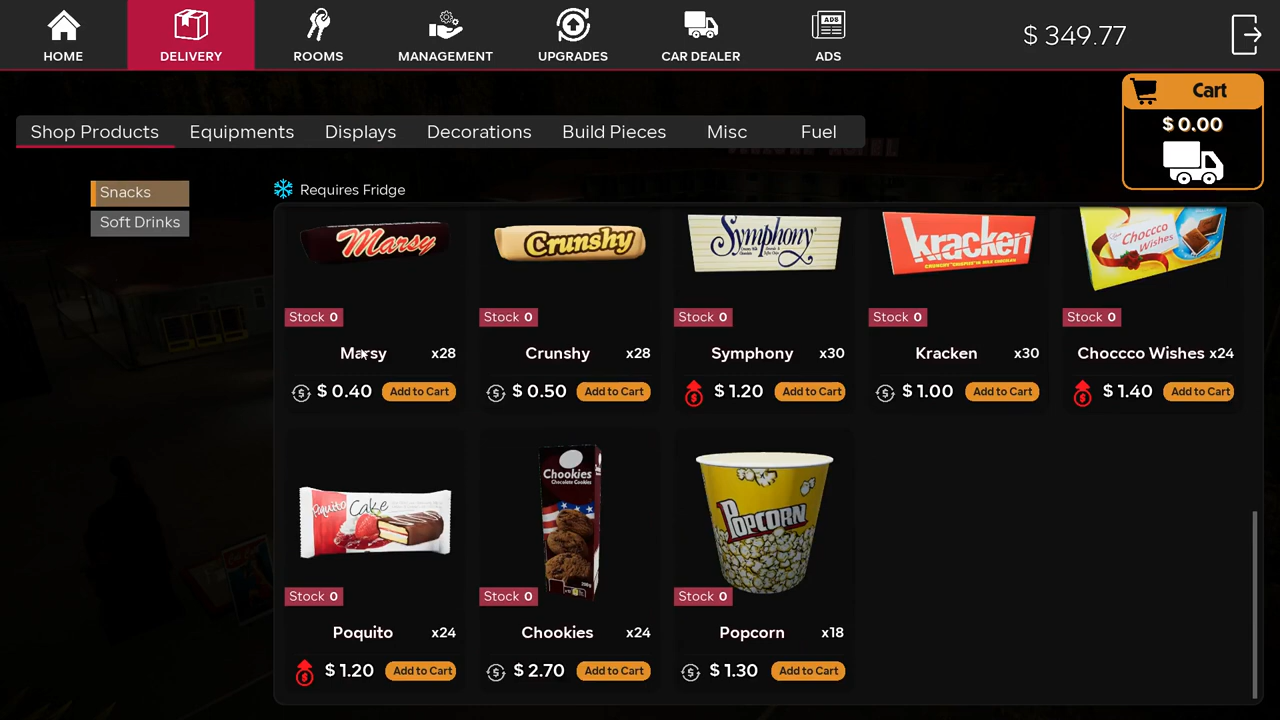 HOME
DELIVERY
ROOMS
MANAGEMENT
UPGRADES
CAR DEALER
ADS
ADS
$ 349.77
Cart
$ 0.00
Shop Products
Equipments
Displays
Decorations
Build Pieces
Misc
Fuel
Snacks
Soft Drinks
Requires Fridge
Marsy
Crunshy
Symphony
kracken
Choccco Wishes
Stock 0
Stock 0
Stock 0
Stock 0
Stock 0
Marsy x28
Crunshy x28
Symphony x30
Kracken x30
Choccco Wishes x24
$ 0.40 Add to Cart
$ 0.50 Add to Cart
$ 1.20 Add to Cart
$ 1.00 Add to Cart
$ 1.40 Add to Cart
Poquito Cake
Chookies
Chocolate Cookies
POPCORN
Stock 0
Stock 0
Stock 0
Poquito x24
Chookies x24
Popcorn x18
$ 1.20 Add to Cart
$ 2.70 Add to Cart
$ 1.30 Add to Cart